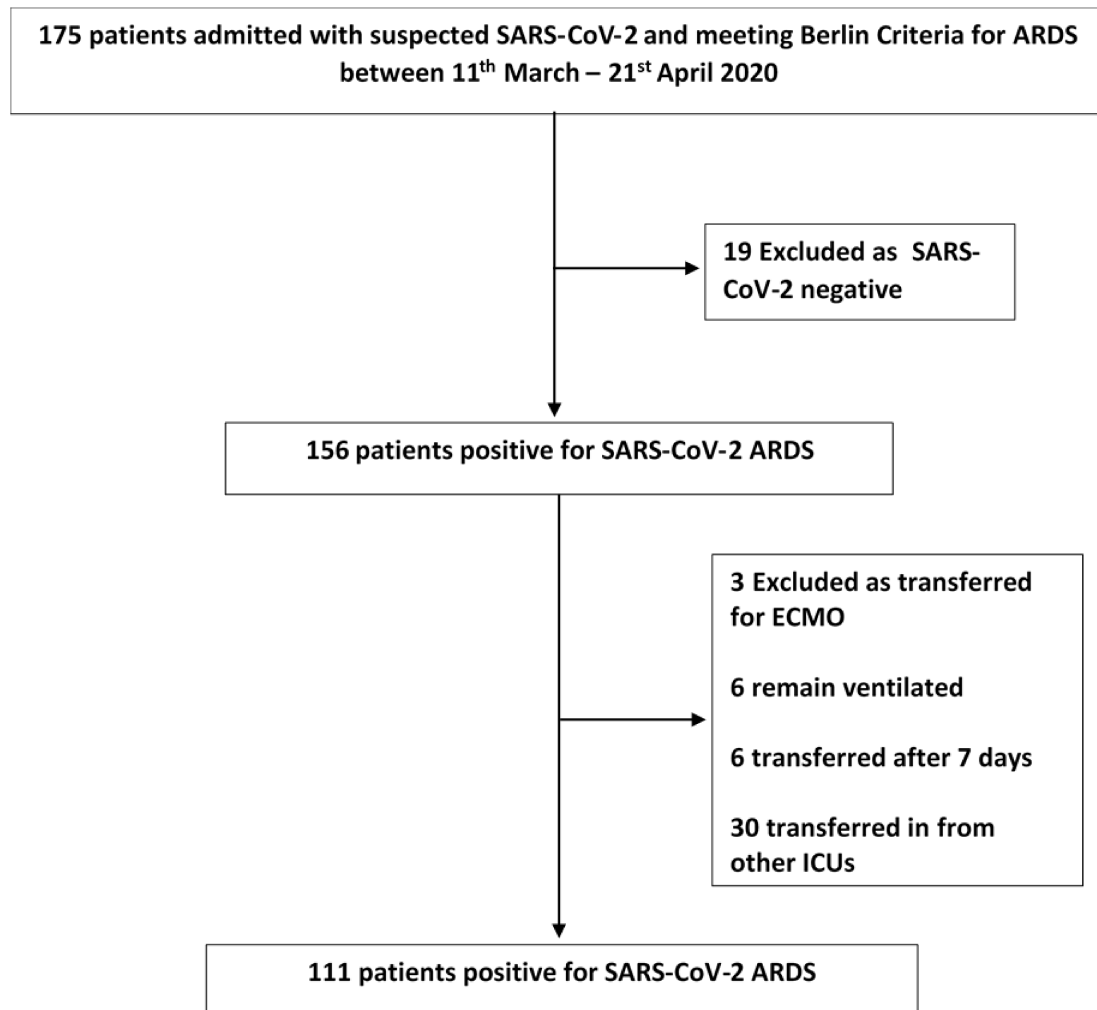 175 patients admitted with suspected SARS-CoV-2 and meeting Berlin Criteria for ARDS
between 11th March – 21st April 2020
19 Excluded as SARS-
CoV-2 negative
156 patients positive for SARS-CoV-2 ARDS
3 Excluded as transferred
for ECMO
6 remain ventilated
6 transferred after 7 days
30 transferred in from
other ICUs
111 patients positive for SARS-CoV-2 ARDS